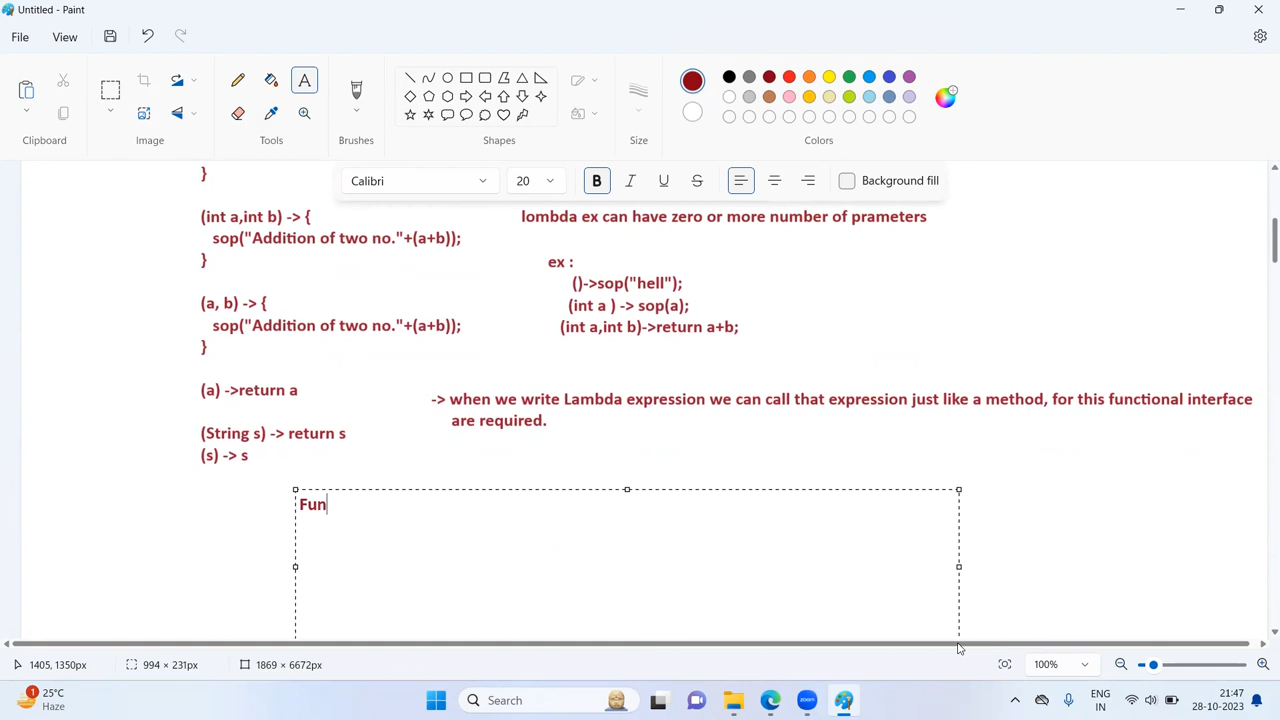 Untitled - Paint
File View
Clipboard Image Tools Brushes Shapes Size Colors
Calibri 20 B I U Background fill
}
(int a,int b) -> {
sop("Addition of two no."+(a+b));
}
(a, b) -> {
sop("Addition of two no."+(a+b));
}
(a) ->return a
(String s) -> return s
(s) -> s
lombda ex can have zero or more number of prameters
ex :
()->sop("hell");
(int a ) -> sop(a);
(int a,int b)->return a+b;
-> when we write Lambda expression we can call that expression just like a method, for this functional interface
are required.
Fun
1405, 1350px 994 × 231px 1869 × 6672px 100%
1
25°C
Haze
Search
ENG
IN
21:47
28-10-2023